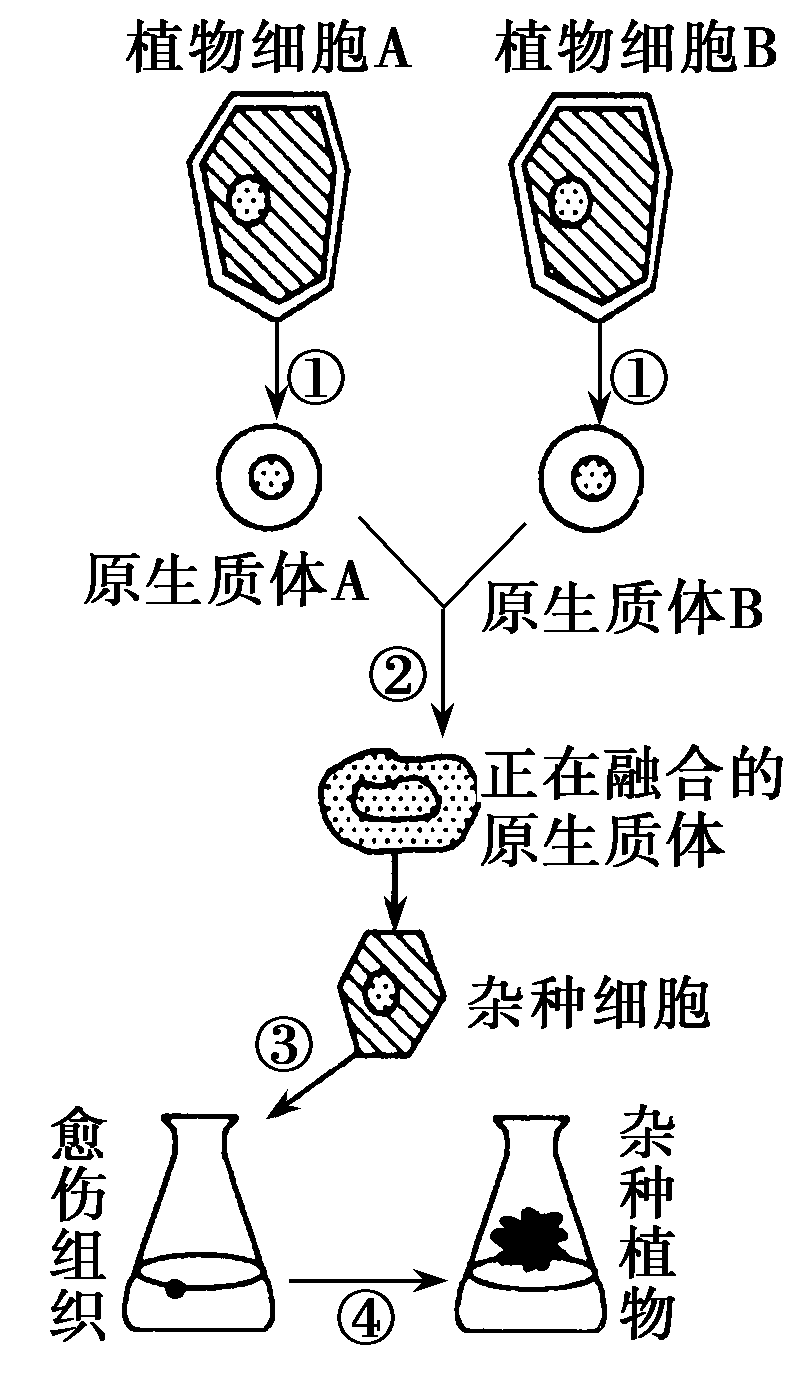 植物细胞A
植物细胞B
①
①
原生质体A
原生质体B
②
正在融合的
原生质体
杂种细胞
③
愈伤组织
杂种植物
④